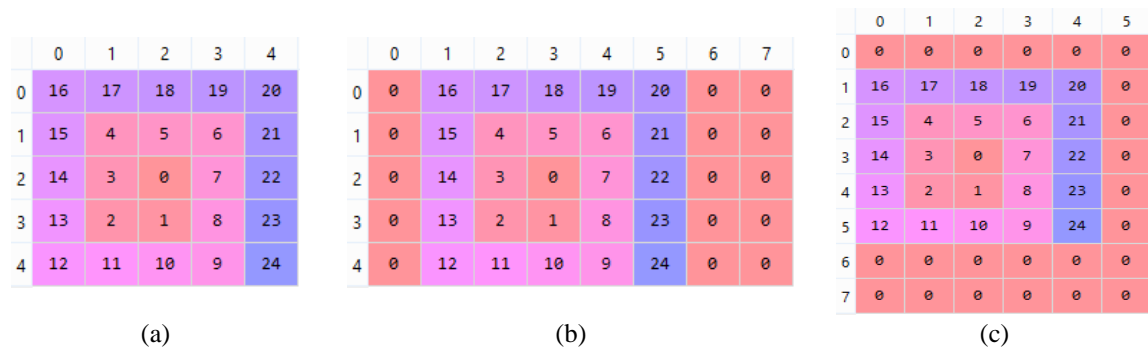 0 1 2 3 4
0 16 17 18 19 20
1 15 4 5 6 21
2 14 3 0 7 22
3 13 2 1 8 23
4 12 11 10 9 24
(a)
0 1 2 3 4 5 6 7
0 0 16 17 18 19 20 0 0
1 0 15 4 5 6 21 0 0
2 0 14 3 0 7 22 0 0
3 0 13 2 1 8 23 0 0
4 0 12 11 10 9 24 0 0
(b)
0 1 2 3 4 5
0 0 0 0 0 0 0
1 16 17 18 19 20 0
2 15 4 5 6 21 0
3 14 3 0 7 22 0
4 13 2 1 8 23 0
5 12 11 10 9 24 0
6 0 0 0 0 0 0
7 0 0 0 0 0 0
(c)